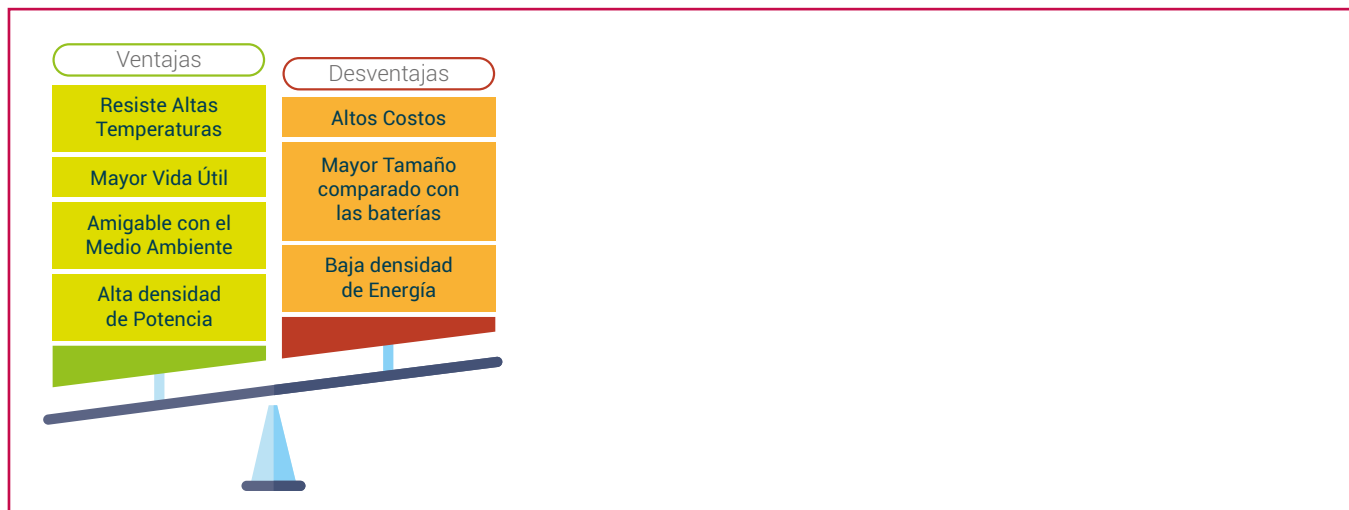 Ventajas
Resiste Altas
Temperaturas
Mayor Vida Útil
Amigable con el
Medio Ambiente
Alta densidad
de Potencia
Desventajas
Altos Costos
Mayor Tamaño
comparado con
las baterías
Baja densidad
de Energía